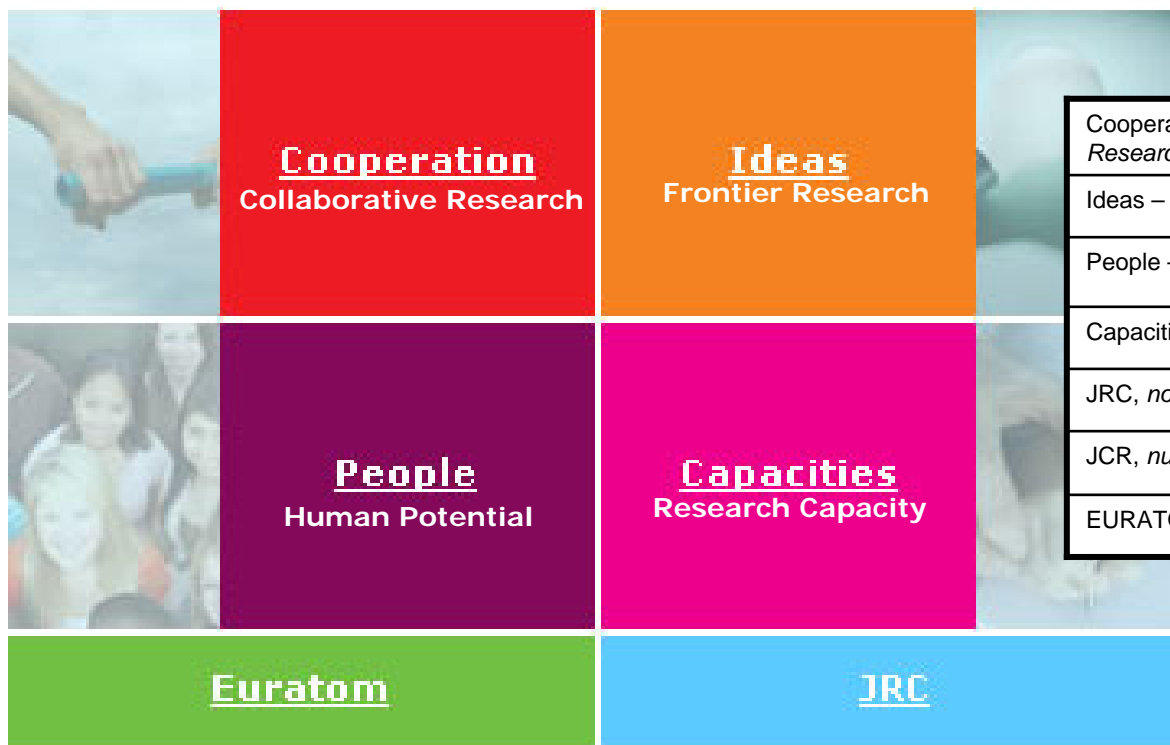 Cooperation
Collaborative Research
Ideas
Frontier Research
People
Human Potential
Capacities
Research Capacity
Euratom
JRC
Ideas –
People -
JRC,
JCR,